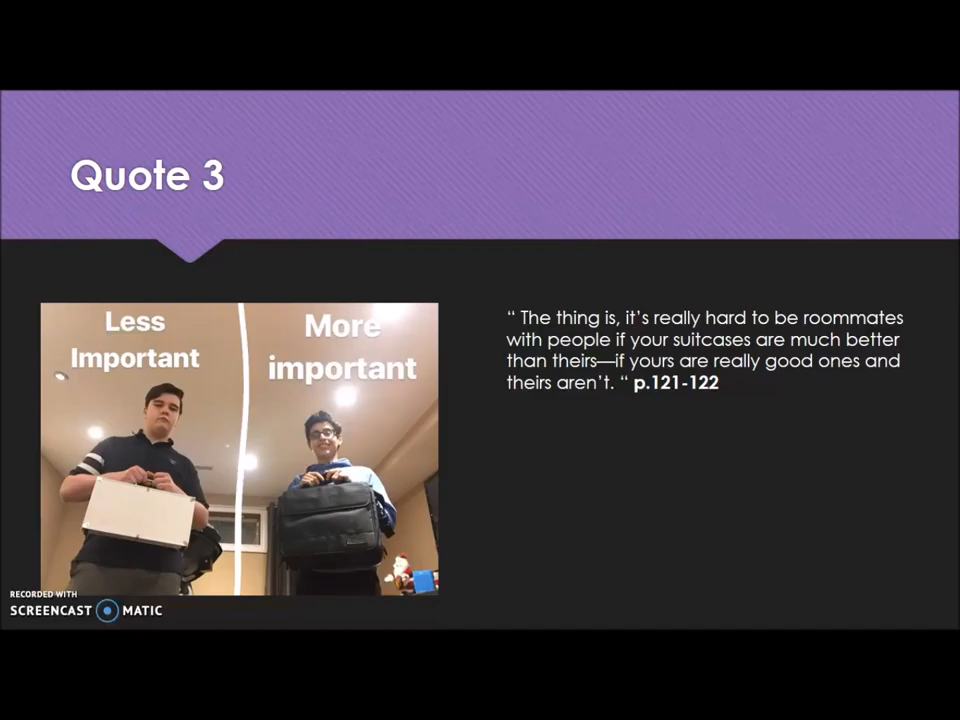 Quote 3
Less
Important
More
important
“ The thing is, it’s really hard to be roommates
with people if your suitcases are much better
than theirs—if yours are really good ones and
theirs aren’t. “ p.121-122
RECORDED WITH
SCREENCAST MATIC